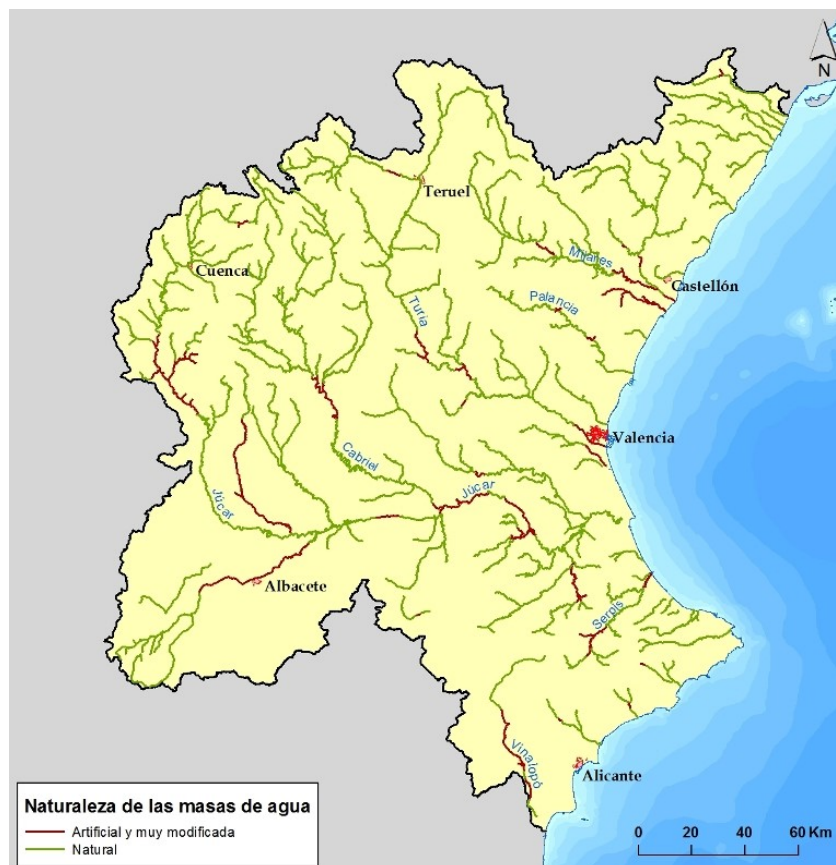 N
Teruel
Cuenca
Mijares
Castellón
Palancia
Turia
Valencia
Cabriel
Júcar
Júcar
Albacete
Serpis
Vinalopó
Alicante
Naturaleza de las masas de agua
Artificial y muy modificada
Natural
0 20 40 60 Km